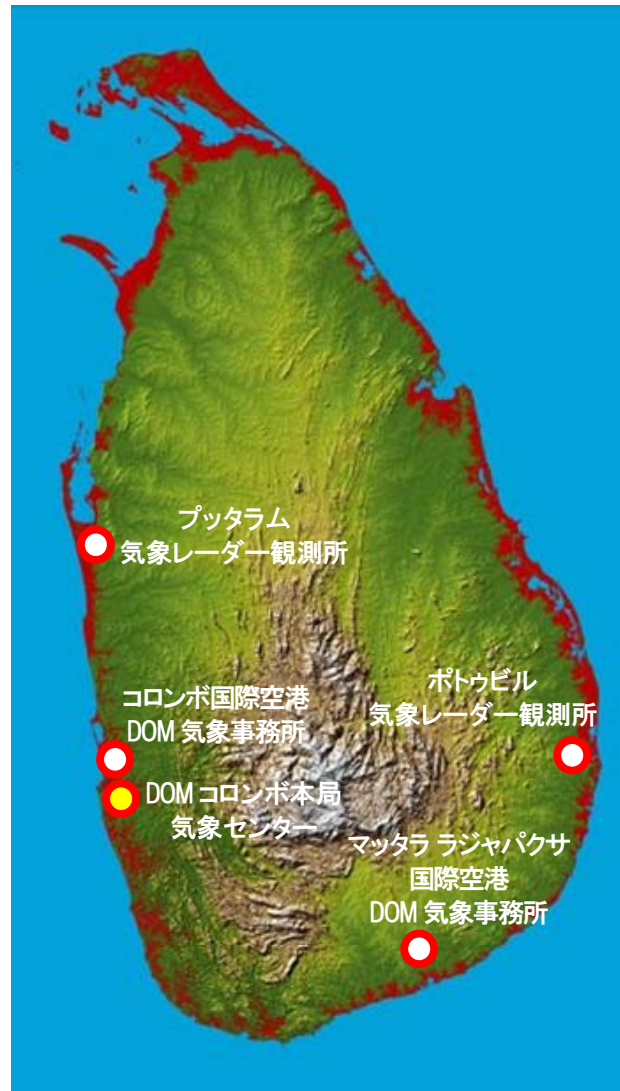 プッタラム
気象レーダー観測所
コロンボ国際空港
DOM 気象事務所
ポトゥビル
気象レーダー観測所
DOM コロンボ本局
気象センター
マッタラ ラジャパクサ
国際空港
DOM 気象事務所